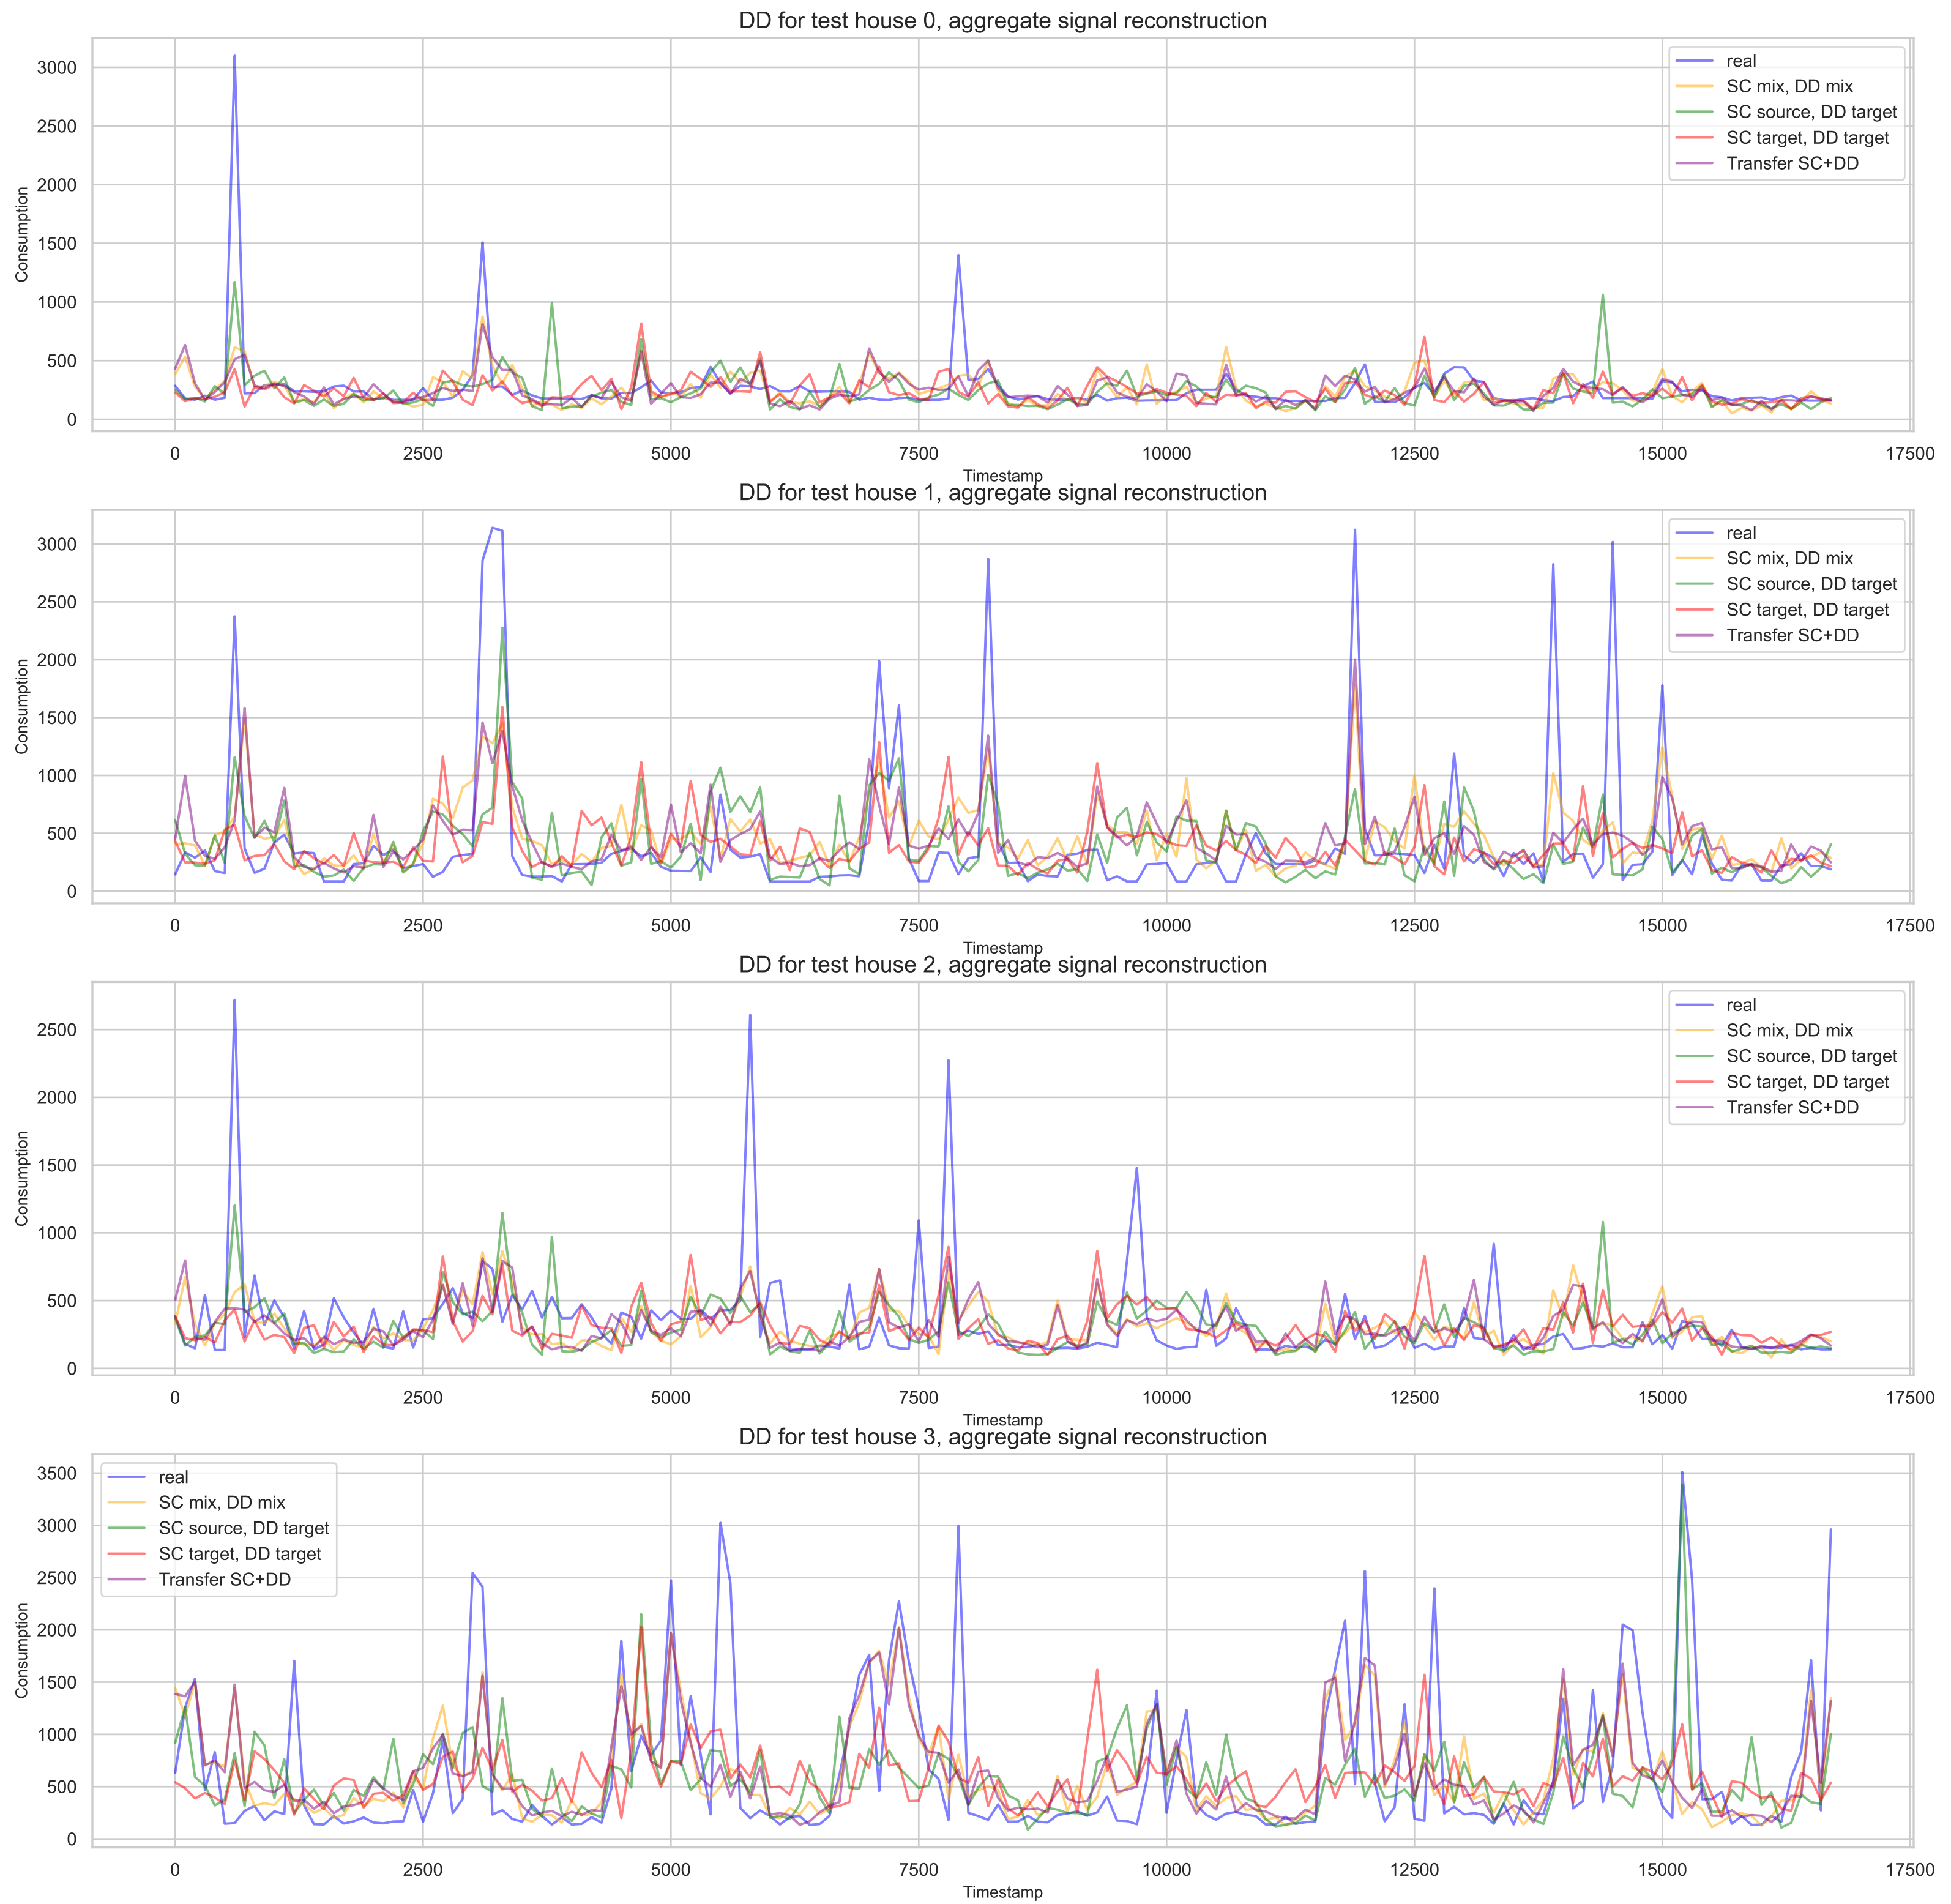 DD for test house 0, aggregate signal reconstruction
Consumption
3000
2500
2000
1500
1000
500
0
real
SC mix, DD mix
SC source, DD target
SC target, DD target
Transfer SC+DD
0 2500 5000 7500 10000 12500 15000 17500
Timestamp
DD for test house 1, aggregate signal reconstruction
Consumption
3000
2500
2000
1500
1000
500
0
real
SC mix, DD mix
SC source, DD target
SC target, DD target
Transfer SC+DD
0 2500 5000 7500 10000 12500 15000 17500
Timestamp
DD for test house 2, aggregate signal reconstruction
Consumption
2500
2000
1500
1000
500
0
real
SC mix, DD mix
SC source, DD target
SC target, DD target
Transfer SC+DD
0 2500 5000 7500 10000 12500 15000 17500
Timestamp
DD for test house 3, aggregate signal reconstruction
Consumption
3500
3000
2500
2000
1500
1000
500
0
real
SC mix, DD mix
SC source, DD target
SC target, DD target
Transfer SC+DD
0 2500 5000 7500 10000 12500 15000 17500
Timestamp